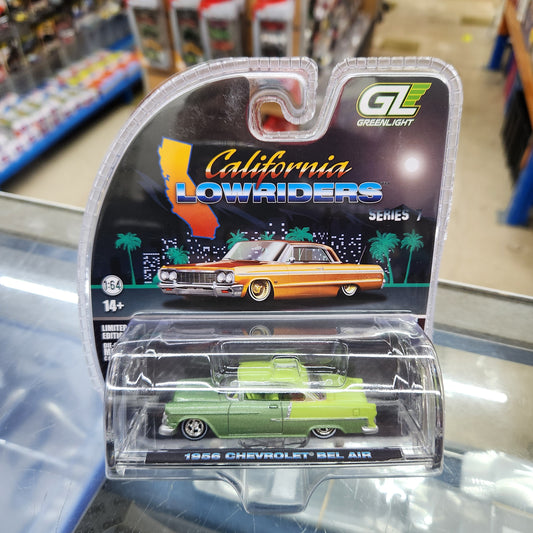 GL
GREENLIGHT
California
LOWRIDERS
SERIES 7
1:64
14+
LIMITED
EDITION
1956 CHEVROLET® BEL AIR